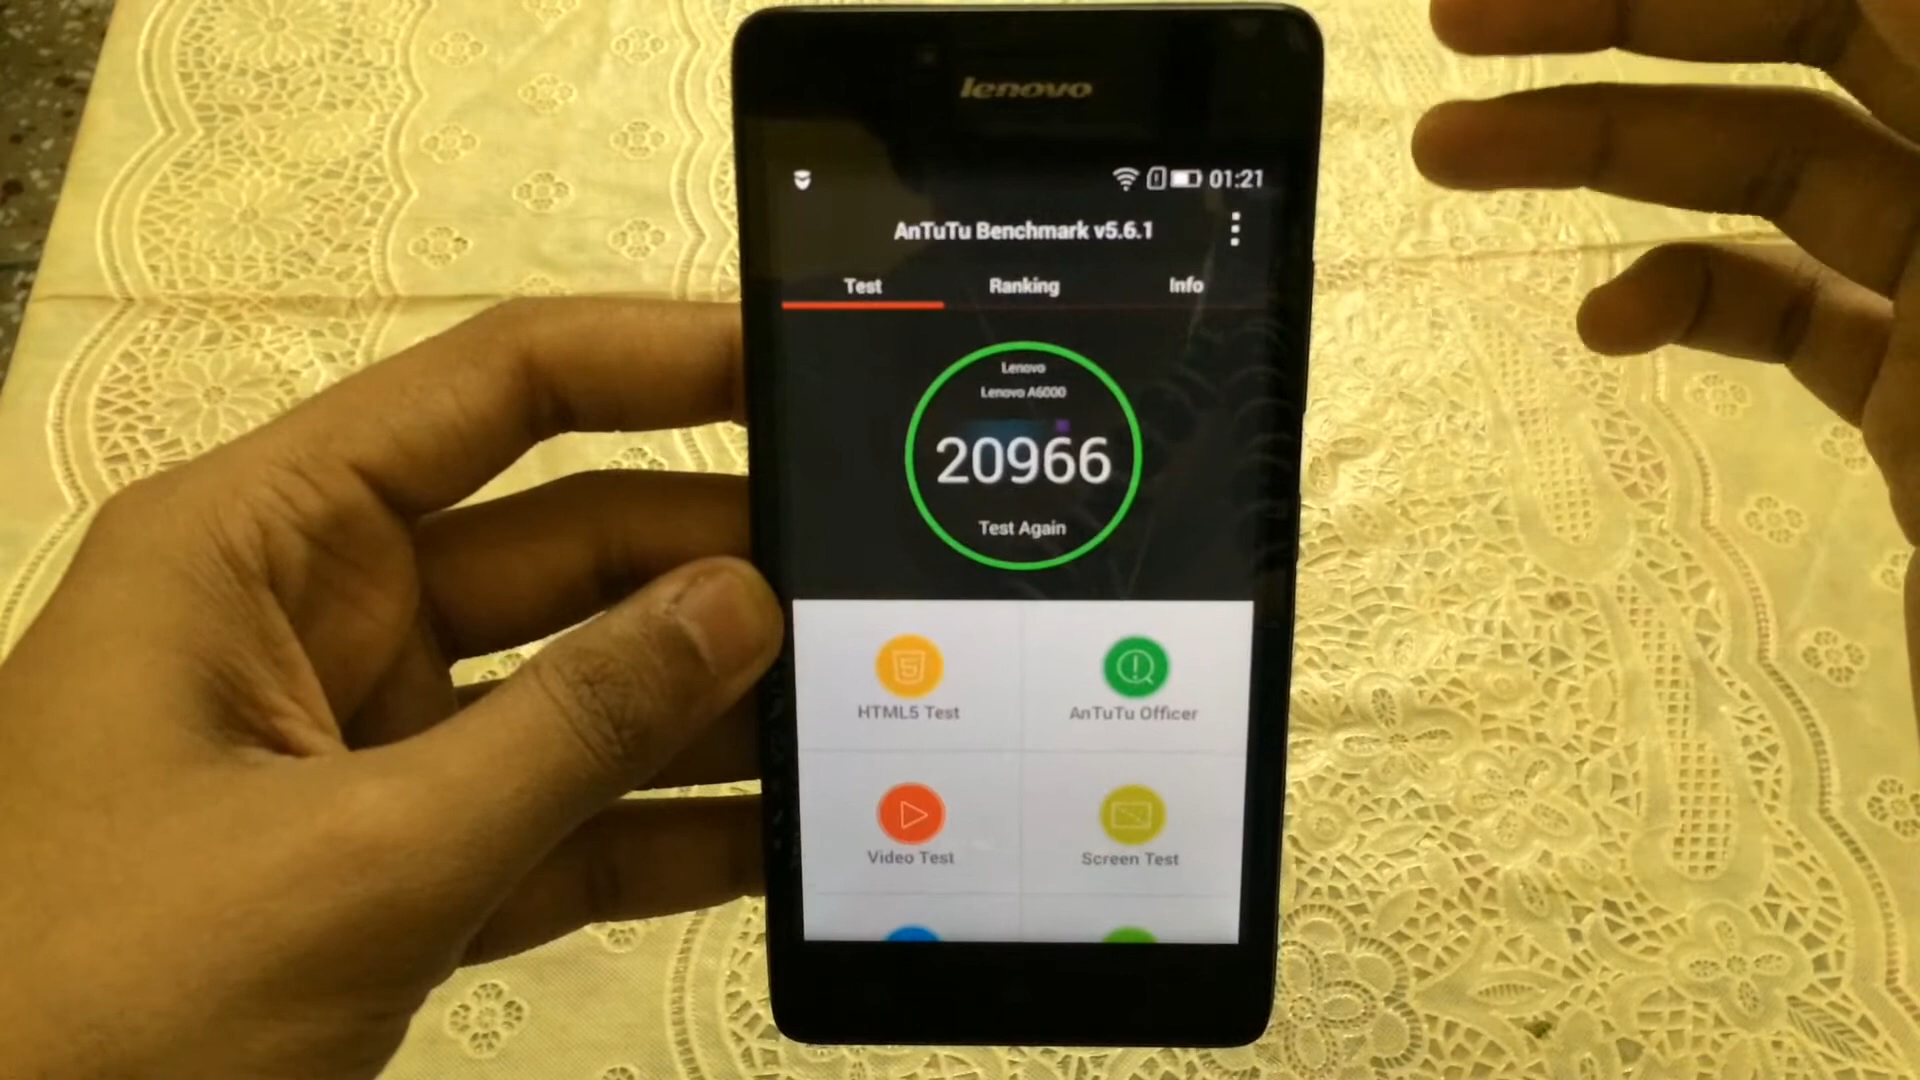 lenovo
01:21
AnTuTu Benchmark v5.6.1
Test Ranking Info
Lenovo
Lenovo A6000
20966
Test Again
HTML5 Test AnTuTu Officer
Video Test Screen Test